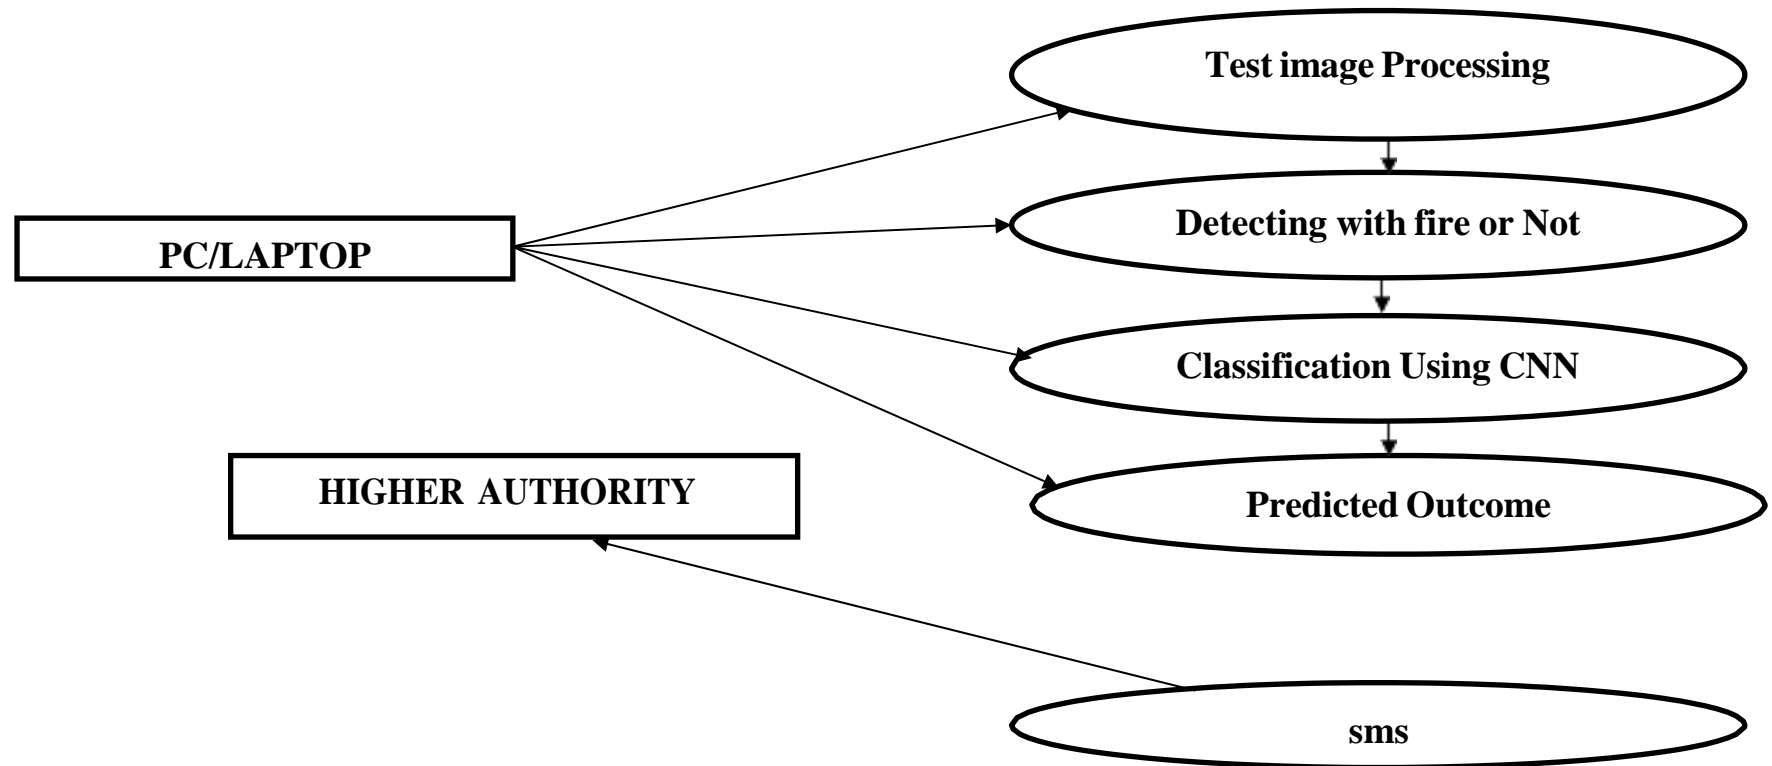 Test image Processing
Detecting with fire or Not
PC/LAPTOP
Classification Using CNN
HIGHER AUTHORITY
Predicted Outcome
sms